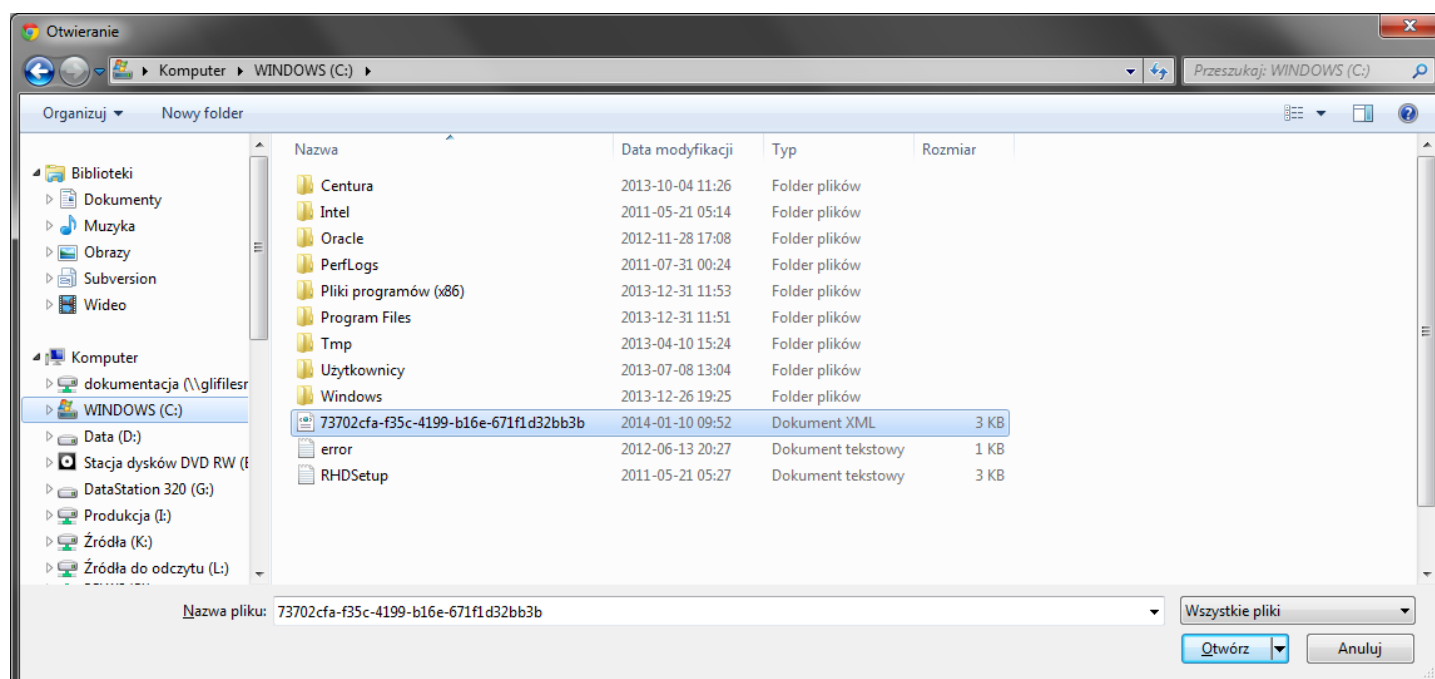 Otwieranie
Komputer ▸ WINDOWS (C:) ▸
Przeszukaj: WINDOWS (C:)
Organizuj Nowy folder
Nazwa Data modyfikacji Typ Rozmiar
Biblioteki
Dokumenty
Muzyka
Obrazy
Subversion
Wideo
Komputer
dokumentacja (\\glifilesr
WINDOWS (C:)
Data (D:)
Stacja dysków DVD RW (E
DataStation 320 (G:)
Produkcja (I:)
Źródła (K:)
Źródła do odczytu (L:)
Centura 2013-10-04 11:26 Folder plików
Intel 2011-05-21 05:14 Folder plików
Oracle 2012-11-28 17:08 Folder plików
PerfLogs 2011-07-31 00:24 Folder plików
Pliki programów (x86) 2013-12-31 11:53 Folder plików
Program Files 2013-12-31 11:51 Folder plików
Tmp 2013-04-10 15:24 Folder plików
Użytkownicy 2013-07-08 13:04 Folder plików
Windows 2013-12-26 19:25 Folder plików
73702cfa-f35c-4199-b16e-671f1d32bb3b 2014-01-10 09:52 Dokument XML 3 KB
error 2012-06-13 20:27 Dokument tekstowy 1 KB
RHDSetup 2011-05-21 05:27 Dokument tekstowy 3 KB
Nazwa pliku: 73702cfa-f35c-4199-b16e-671f1d32bb3b
Wszystkie pliki
Otwórz Anuluj